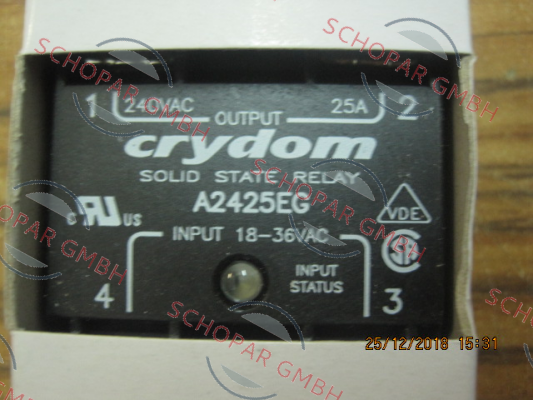 1 240VAC OUTPUT 25A 2
crydom
SOLID STATE RELAY
A2425EG
c RU US
VDE
INPUT 18-36VAC
INPUT
STATUS
4 3
25/12/2018 15:31
SCHOPAR GMBH
SCHOPAR GMBH
SCHOPAR GMBH
SCHOPAR GMBH
SCHOPAR GMBH